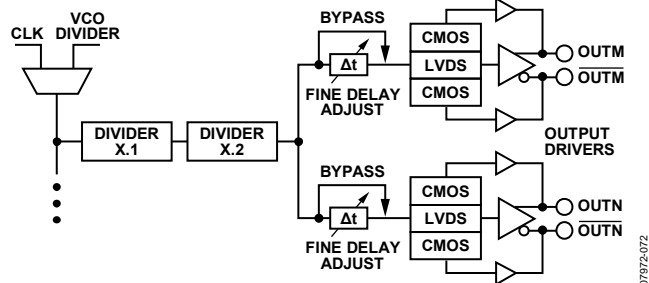 CLK
VCO
DIVIDER
DIVIDER
X.1
DIVIDER
X.2
BYPASS
Δt
FINE DELAY
ADJUST
CMOS
LVDS
CMOS
OUTM
OUTM
OUTPUT
DRIVERS
BYPASS
Δt
FINE DELAY
ADJUST
CMOS
LVDS
CMOS
OUTN
OUTN
07972-072